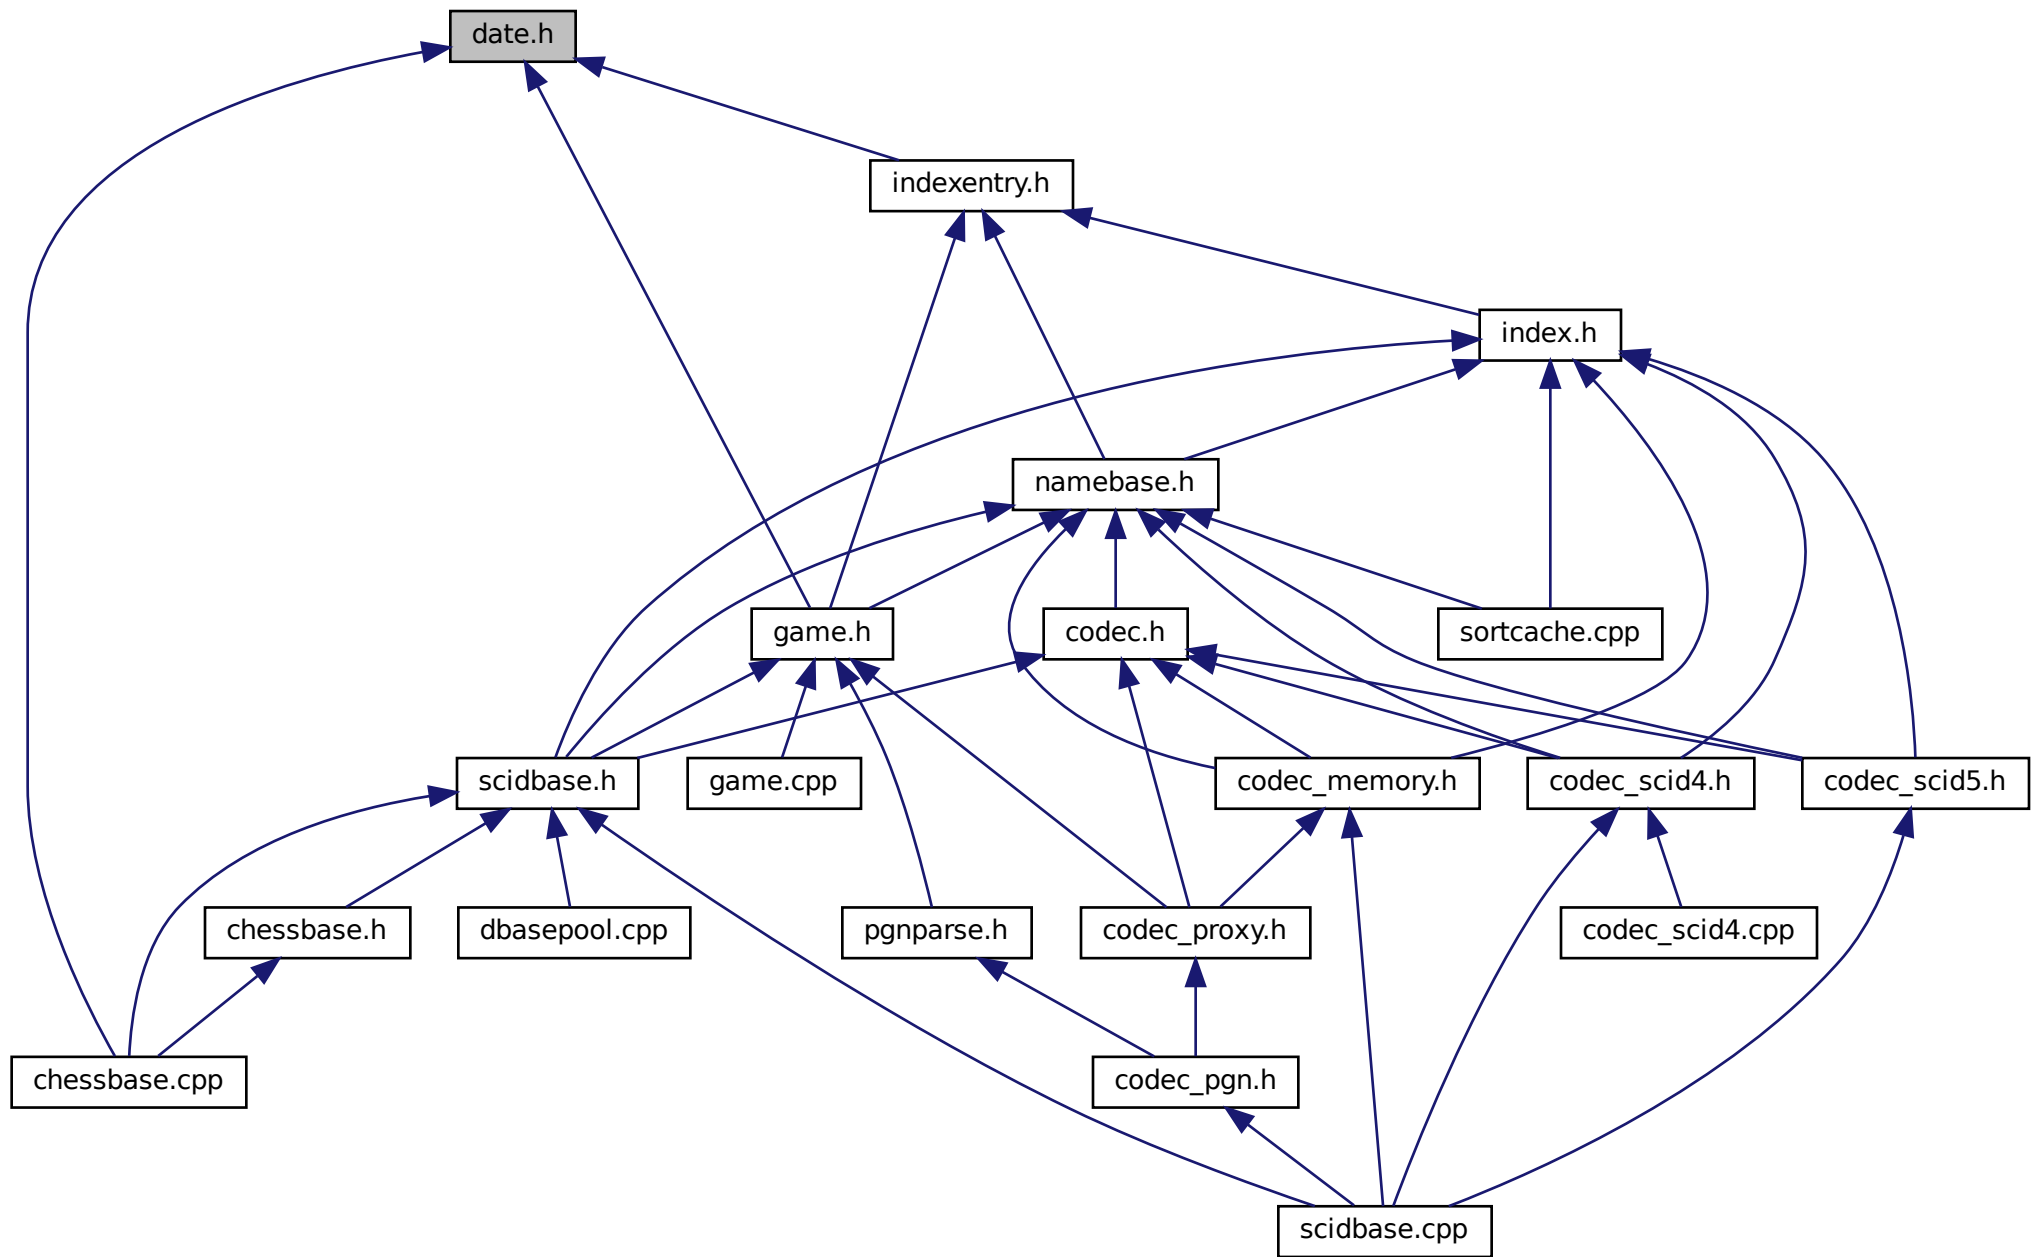 date.h
indexentry.h
index.h
namebase.h
game.h
codec.h
sortcache.cpp
scidbase.h
game.cpp
codec_memory.h
codec_scid4.h
codec_scid5.h
chessbase.h
dbasepool.cpp
pgnparse.h
codec_proxy.h
codec_scid4.cpp
chessbase.cpp
codec_pgn.h
scidbase.cpp